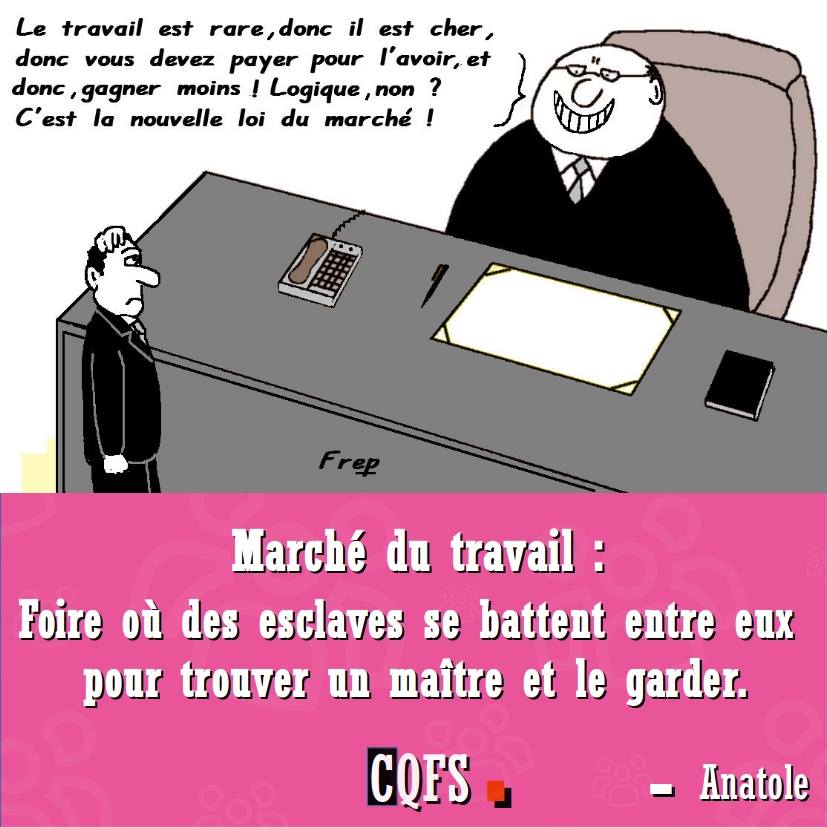 Le travail est rare, donc il est cher,
donc vous devez payer pour l'avoir, et
donc, gagner moins ! Logique, non ?
C'est la nouvelle loi du marché !
Frep
Marché du travail :
Foire où des esclaves se battent entre eux
pour trouver un maître et le garder.
CQFS
- Anatole